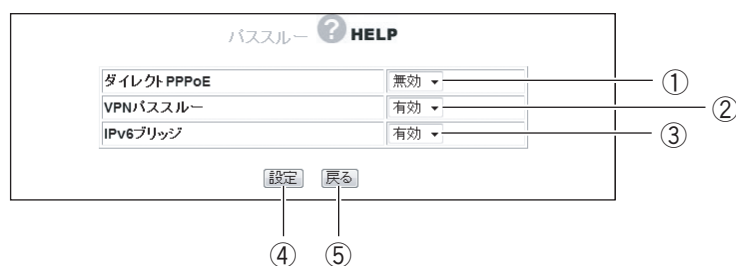 パススルー ? HELP
ダイレクトPPPoE 無効 ①
VPNパススルー 有効 ②
IPv6ブリッジ 有効 ③
設定 戻る
④ ⑤